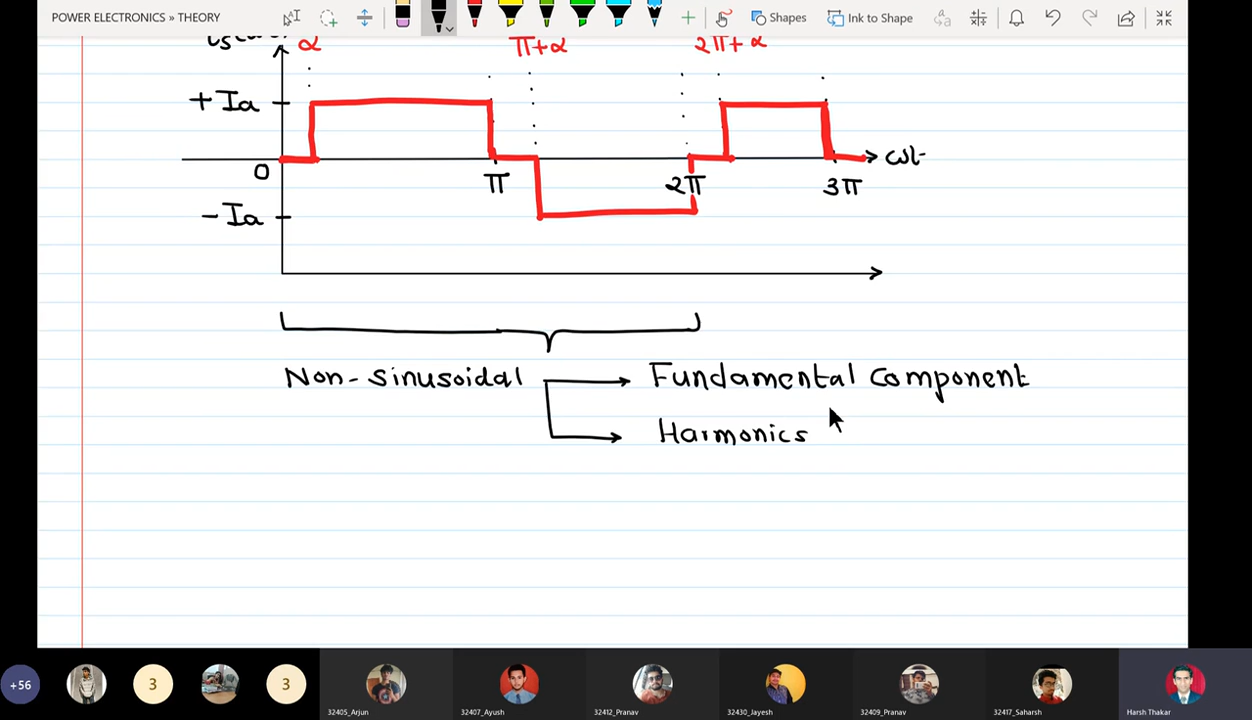 POWER ELECTRONICS » THEORY
Shapes
Ink to Shape
α
π+α
2π+α
+Ia
0
π
2π
3π
ωt
-Ia
Non-sinusoidal
Fundamental component
Harmonics
+56
3
3
32405_Arjun
32407_Ayush
32412_Pranav
32430_Jayesh
32409_Pranav
32417_Saharsh
Harsh Thakar